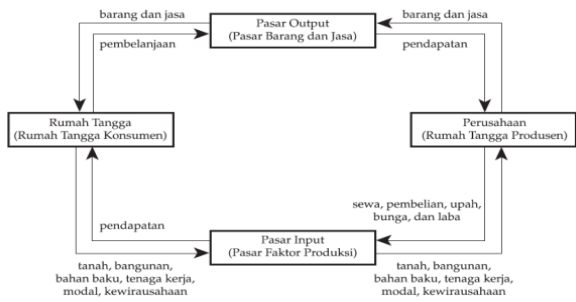 barang dan jasa
Pasar Output
(Pasar Barang dan Jasa)
barang dan jasa
pembelanjaan
pendapatan
Rumah Tangga
(Rumah Tangga Konsumen)
Perusahaan
(Rumah Tangga Produsen)
sewa, pembelian, upah,
bunga, dan laba
pendapatan
Pasar Input
(Pasar Faktor Produksi)
tanah, bangunan,
bahan baku, tenaga kerja,
modal, kewirausahaan
tanah, bangunan,
bahan baku, tenaga kerja,
modal, kewirausahaan